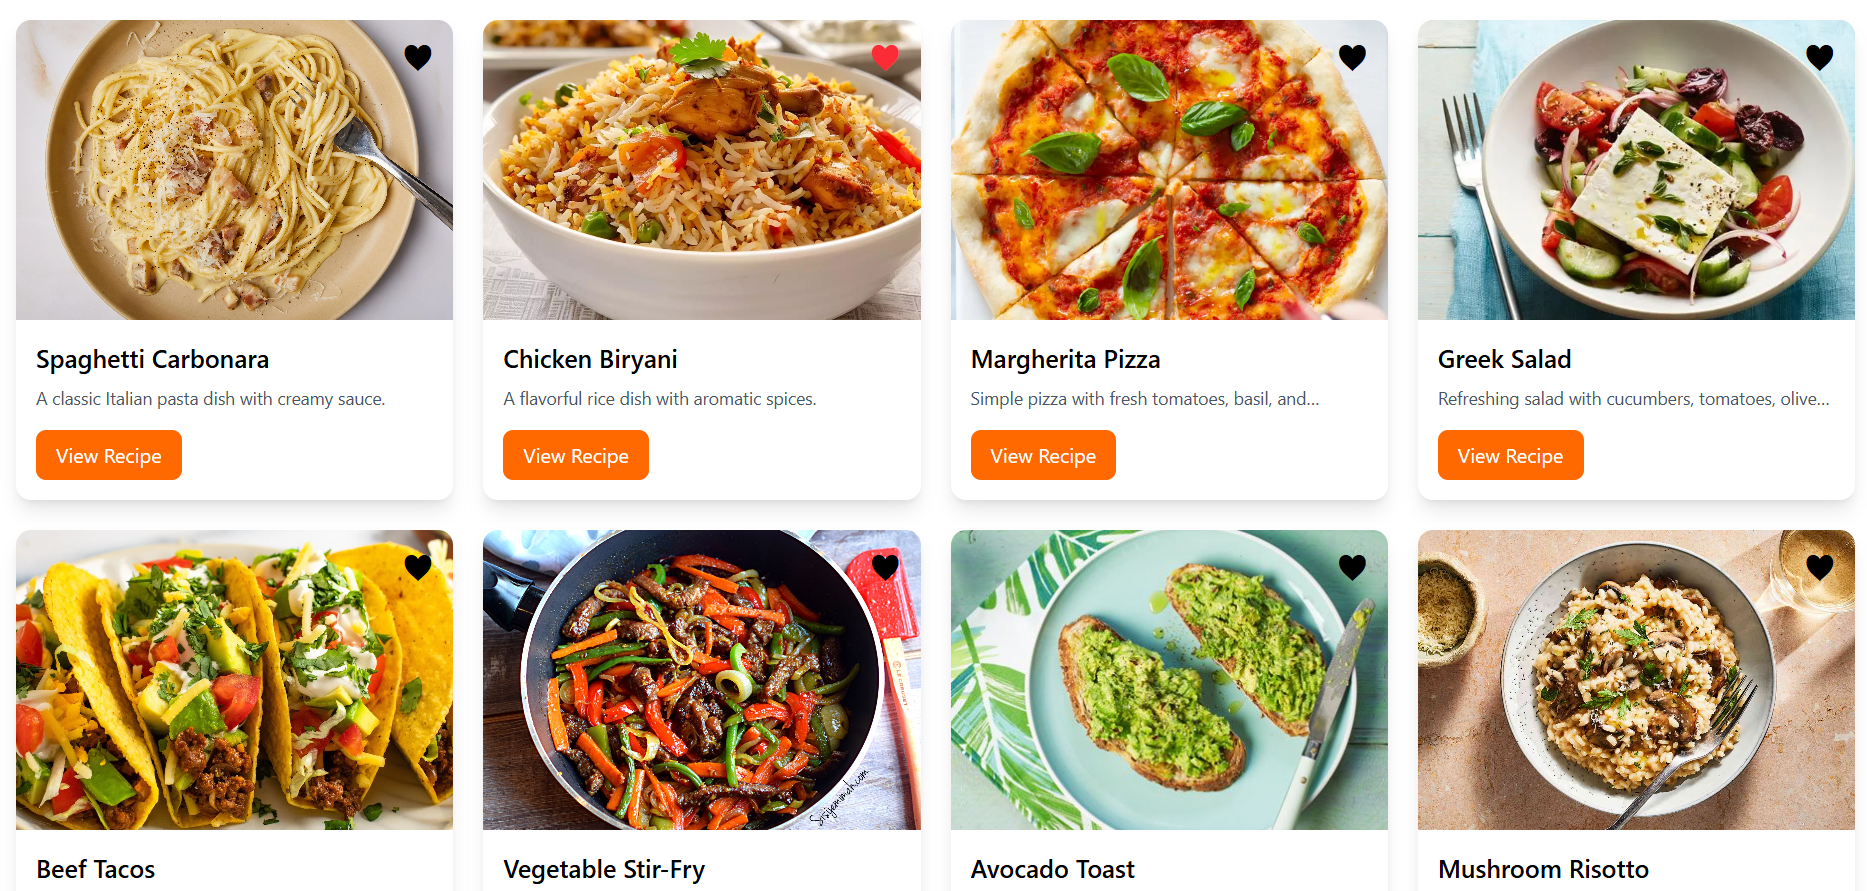 Spaghetti Carbonara
A classic Italian pasta dish with creamy sauce.
View Recipe
Chicken Biryani
A flavorful rice dish with aromatic spices.
View Recipe
Margherita Pizza
Simple pizza with fresh tomatoes, basil, and...
View Recipe
Greek Salad
Refreshing salad with cucumbers, tomatoes, olive...
View Recipe
Beef Tacos
Vegetable Stir-Fry
Avocado Toast
Mushroom Risotto